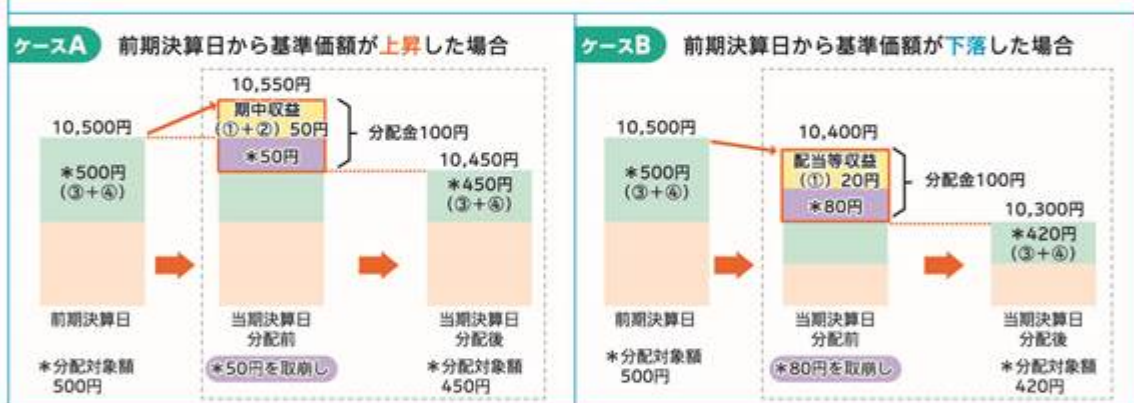 ケースA 前期決算日から基準価額が上昇した場合
10,550円
期中収益
(①+②) 50円
*50円
分配金100円
10,500円
*500円
(③+④)
10,450円
*450円
(③+④)
前期決算日
当期決算日
分配前
当期決算日
分配後
*分配対象額
500円
*50円を取崩し
*分配対象額
450円
ケースB 前期決算日から基準価額が下落した場合
10,500円
*500円
(③+④)
10,400円
配当等収益
(①) 20円
*80円
分配金100円
10,300円
*420円
(③+④)
前期決算日
当期決算日
分配前
当期決算日
分配後
*分配対象額
500円
*80円を取崩し
*分配対象額
420円